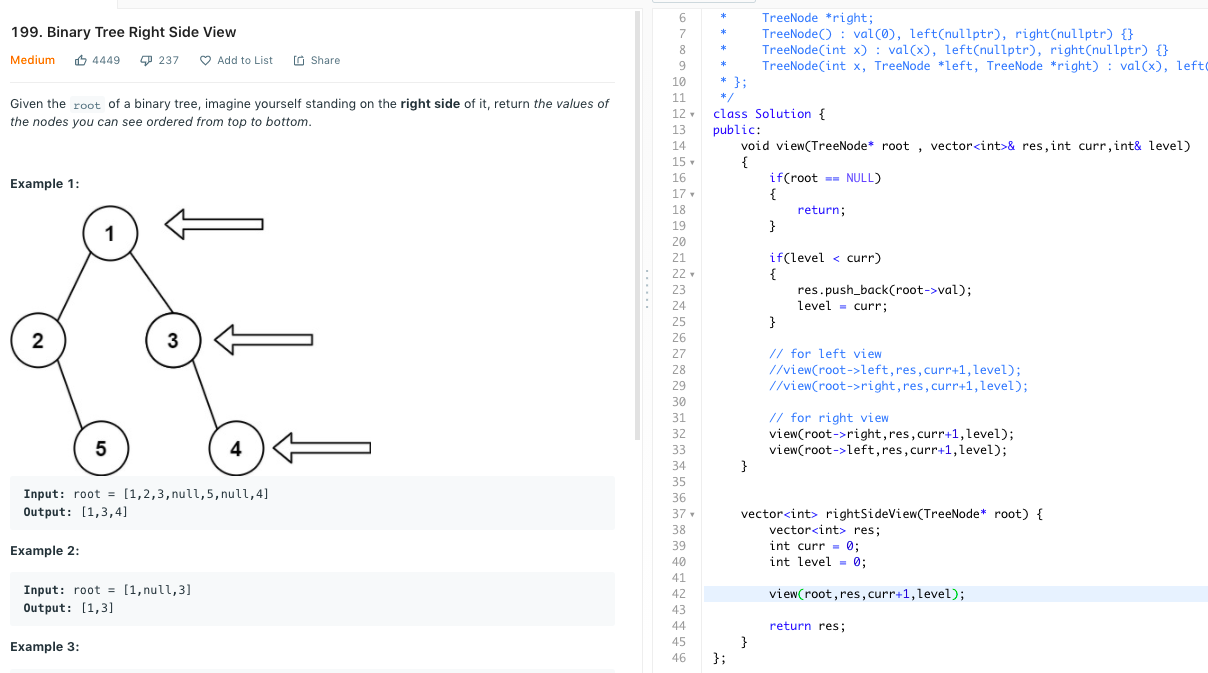 199. Binary Tree Right Side View
Medium 4449 237 Add to List Share
Given the root of a binary tree, imagine yourself standing on the right side of it, return the values of
the nodes you can see ordered from top to bottom.
Example 1:
1
2
3
5
4
Input: root = [1,2,3,null,5,null,4]
Output: [1,3,4]
Example 2:
Input: root = [1,null,3]
Output: [1,3]
Example 3:
6 *     TreeNode *right;
7 *     TreeNode() : val(0), left(nullptr), right(nullptr) {}
8 *     TreeNode(int x) : val(x), left(nullptr), right(nullptr) {}
9 *     TreeNode(int x, TreeNode *left, TreeNode *right) : val(x), left(
10 * };
11 */
12 class Solution {
13 public:
14     void view(TreeNode* root , vector<int>& res,int curr,int& level)
15     {
16         if(root == NULL)
17         {
18             return;
19         }
20
21         if(level < curr)
22         {
23             res.push_back(root->val);
24             level = curr;
25         }
26
27         // for left view
28         //view(root->left,res,curr+1,level);
29         //view(root->right,res,curr+1,level);
30
31         // for right view
32         view(root->right,res,curr+1,level);
33         view(root->left,res,curr+1,level);
34     }
35
36
37     vector<int> rightSideView(TreeNode* root) {
38         vector<int> res;
39         int curr = 0;
40         int level = 0;
41
42         view(root,res,curr+1,level);
43
44         return res;
45     }
46 };